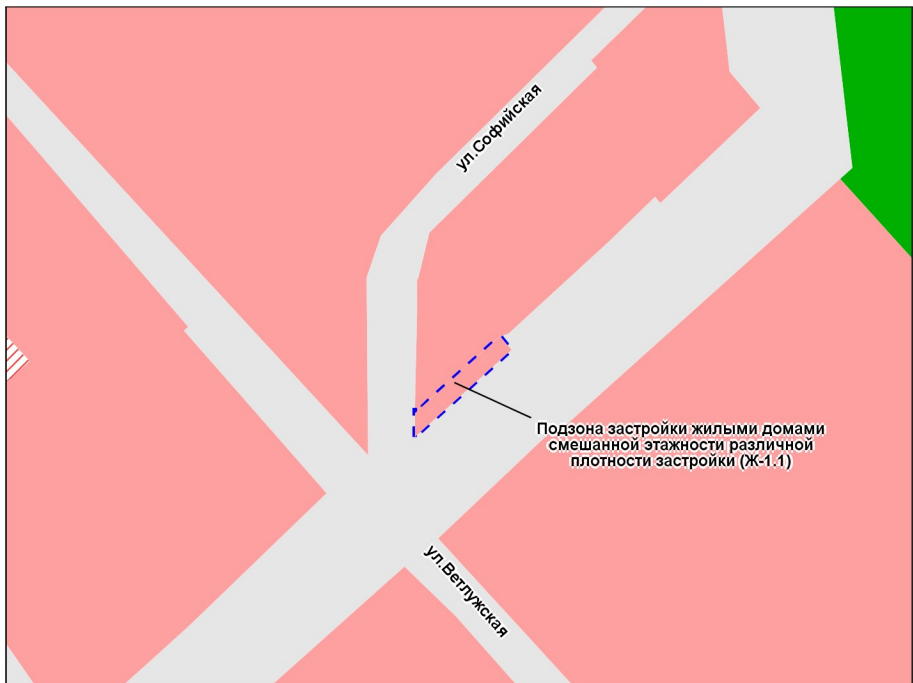 ул.Софийская
Подзона застройки жилыми домами
смешанной этажности различной
плотности застройки (Ж-1.1)
ул.Ветлужская